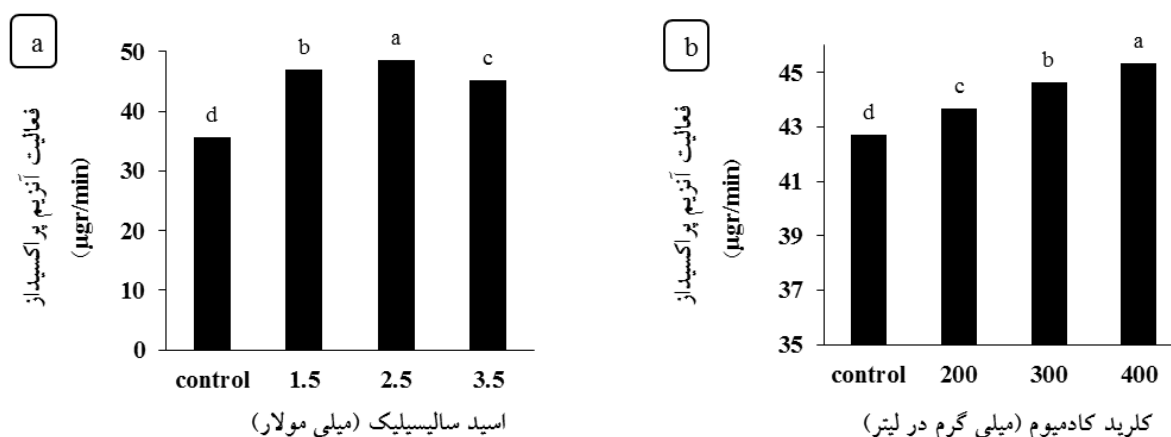 a
فعالیت آنزیم پراکسیداز
(µgr/min)
50
40
30
20
10
0
d
b
a
c
control 1.5 2.5 3.5
اسید سالیسیلیک (میلی مولار)
b
فعالیت آنزیم پراکسیداز
(µgr/min)
45
43
41
39
37
35
d
c
b
a
control 200 300 400
کلرید کادمیوم (میلی گرم در لیتر)